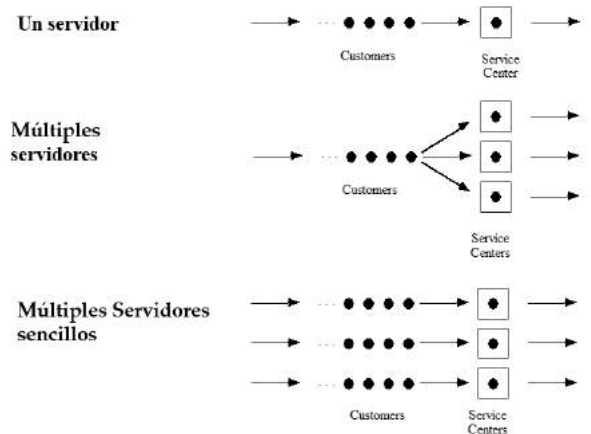 Un servidor
Customers
Service
Center
Múltiples
servidores
Customers
Service
Centers
Múltiples Servidores
sencillos
Customers
Service
Centers